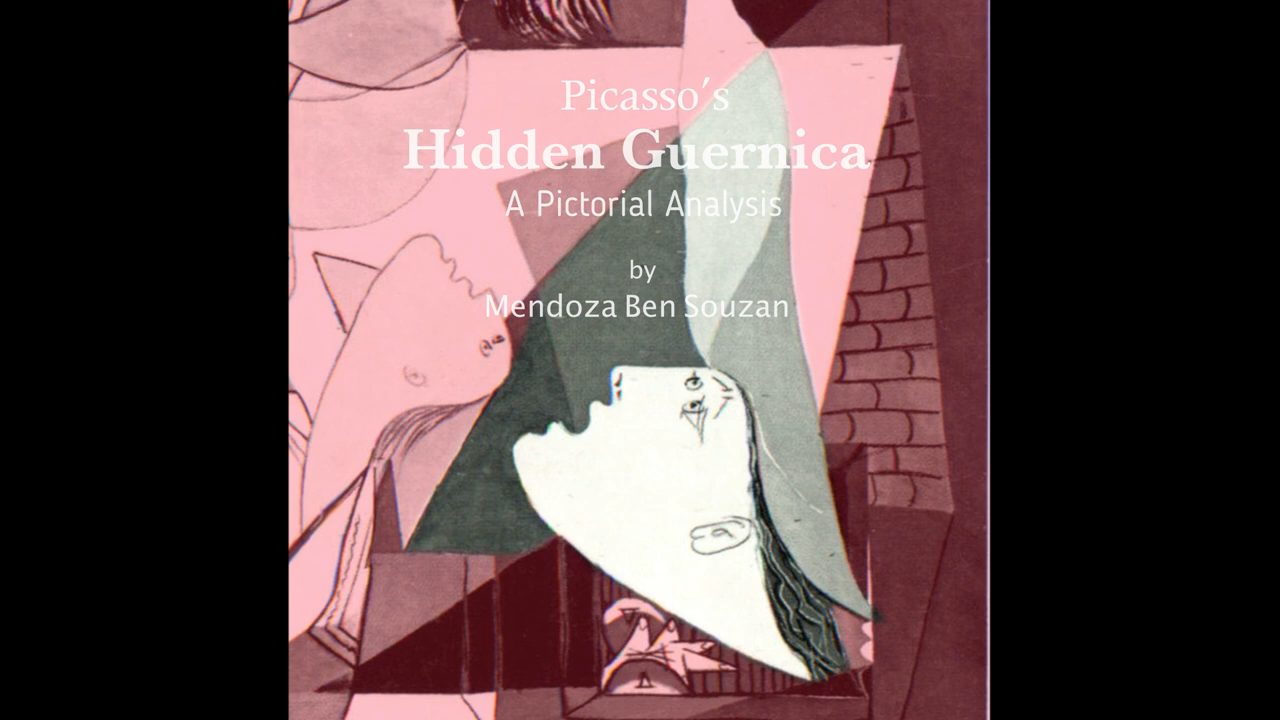 Picasso´s
Hidden Guernica
A Pictorial Analysis
by
Mendoza Ben Souzan